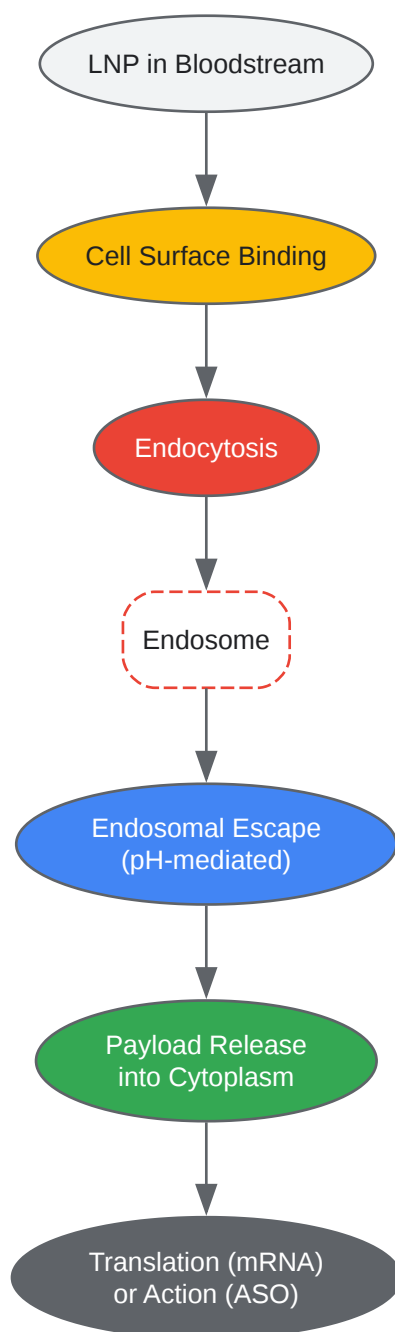 LNP in Bloodstream
Cell Surface Binding
Endocytosis
Endosome
Endosomal Escape
(pH-mediated)
Payload Release
into Cytoplasm
Translation (mRNA)
or Action (ASO)